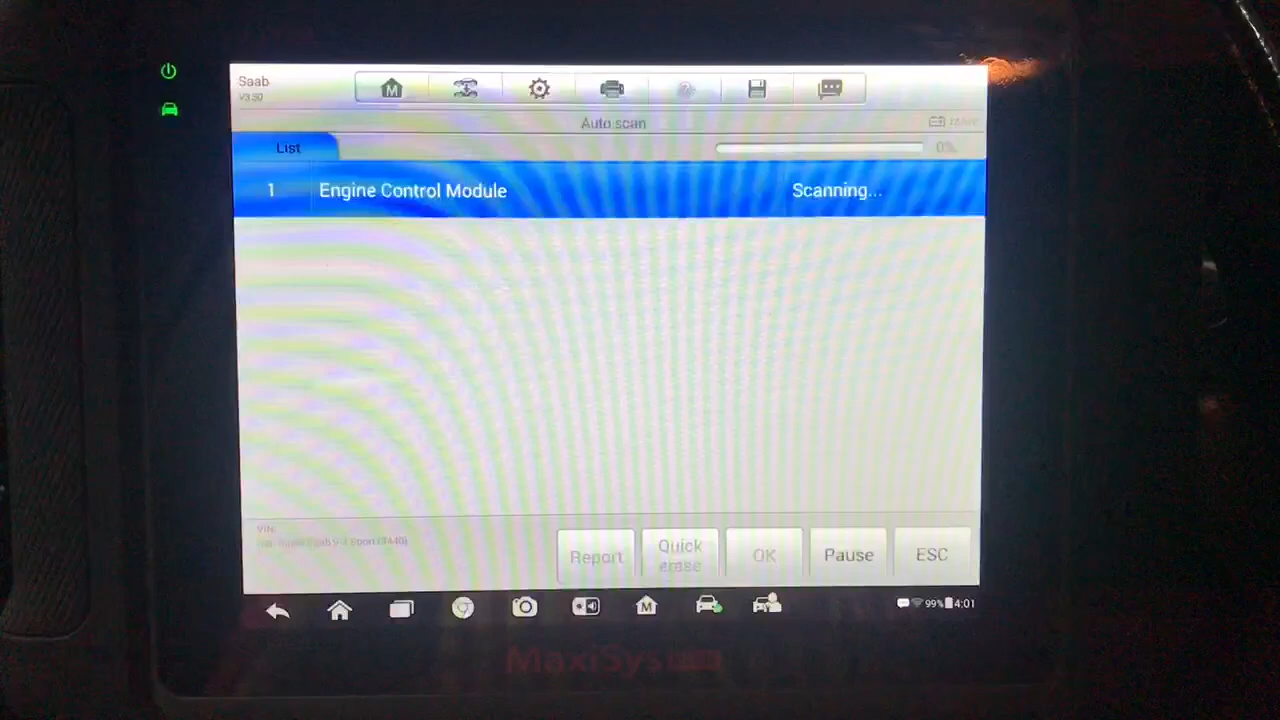 Saab
V3.50
M
?
Auto scan
List
0%
1 Engine Control Module Scanning...
VIN:
Report
Quick erase
OK
Pause
ESC
M
99% 4:01
MaxiSys